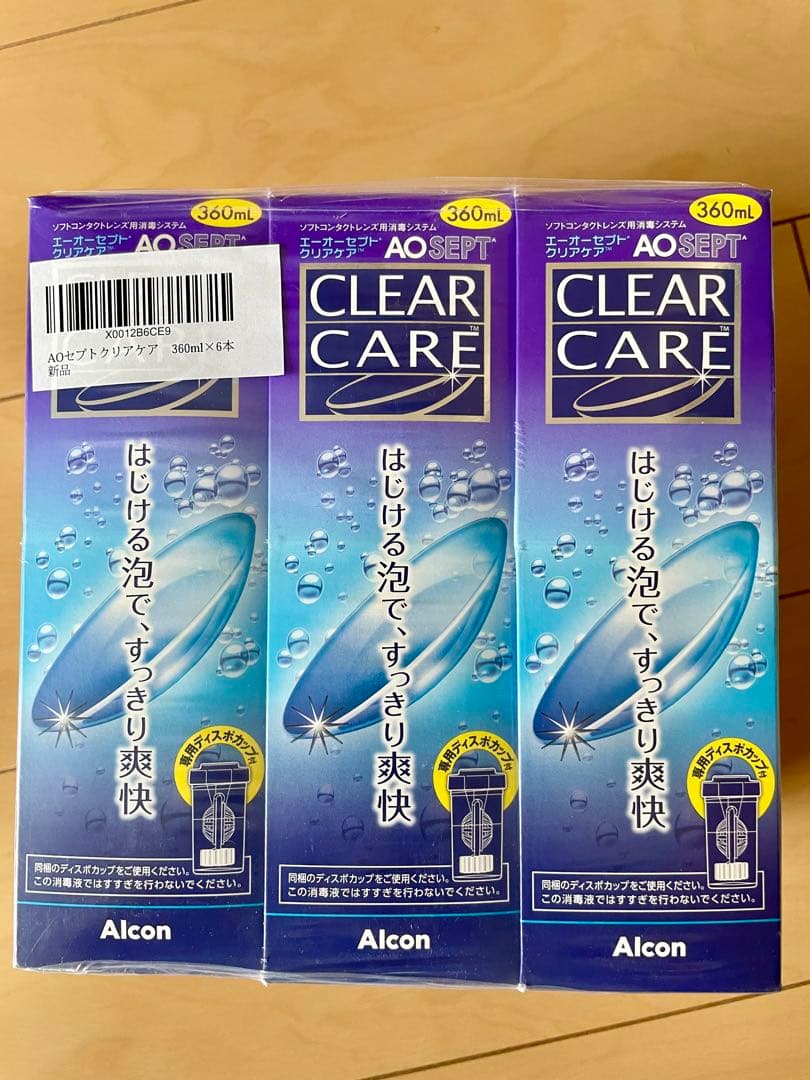 360mL
ソフトコンタクトレンズ用消毒システム
エーオーセプト
クリアケア™
AOSEPT
X0012B6CE9
AOセプトクリアケア 360ml×6本
新品
はじける泡で、すっきり爽快
専用ディスポカップ付
同梱のディスポカップをご使用ください。
この消毒液ではすすぎを行わないでください。
Alcon
360mL
ソフトコンタクトレンズ用消毒システム
エーオーセプト
クリアケア™
AOSEPT
CLEAR
CARE™
はじける泡で、すっきり爽快
専用ディスポカップ付
同梱のディスポカップをご使用ください。
この消毒液ではすすぎを行わないでください。
Alcon
360mL
ソフトコンタクトレンズ用消毒システム
エーオーセプト
クリアケア™
AOSEPT
CLEAR
CARE™
はじける泡で、すっきり爽快
専用ディスポカップ付
同梱のディスポカップをご使用ください。
この消毒液ではすすぎを行わないでください。
Alcon